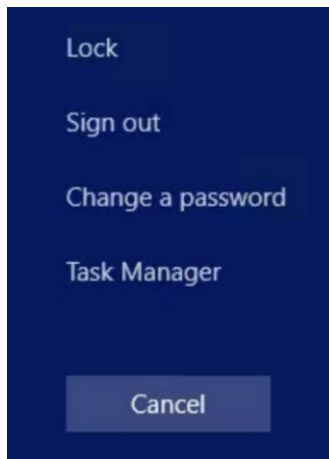 Lock
Sign out
Change a password
Task Manager
Cancel